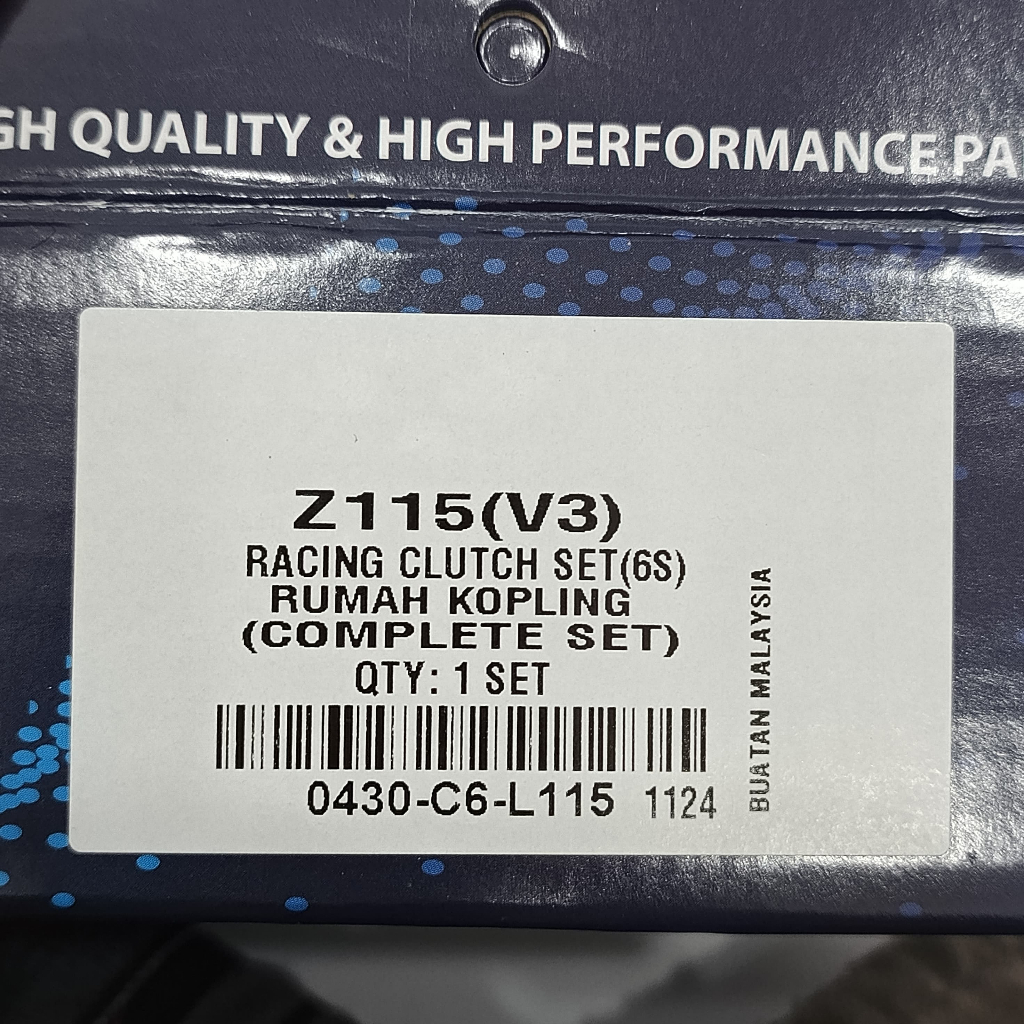 GH QUALITY & HIGH PERFORMANCE PA
Z115(V3)
RACING CLUTCH SET(6S)
RUMAH KOPLING
(COMPLETE SET)
QTY: 1 SET
0430-C6-L115 1124
BUATAN MALAYSIA